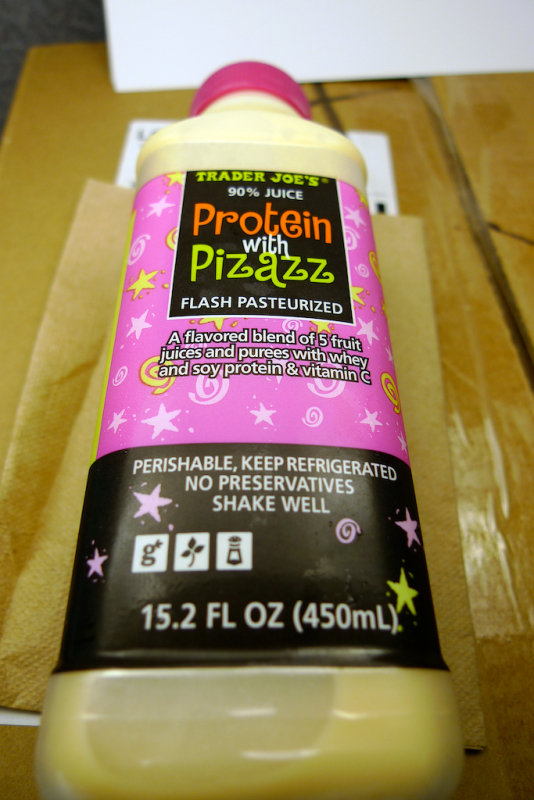 TRADER JOE'S®
90% JUICE
Protein
with
Pizazz
FLASH PASTEURIZED
A flavored blend of 5 fruit
juices and purees with whey
and soy protein & vitamin C
PERISHABLE, KEEP REFRIGERATED
NO PRESERVATIVES
SHAKE WELL
g
15.2 FL OZ (450mL)